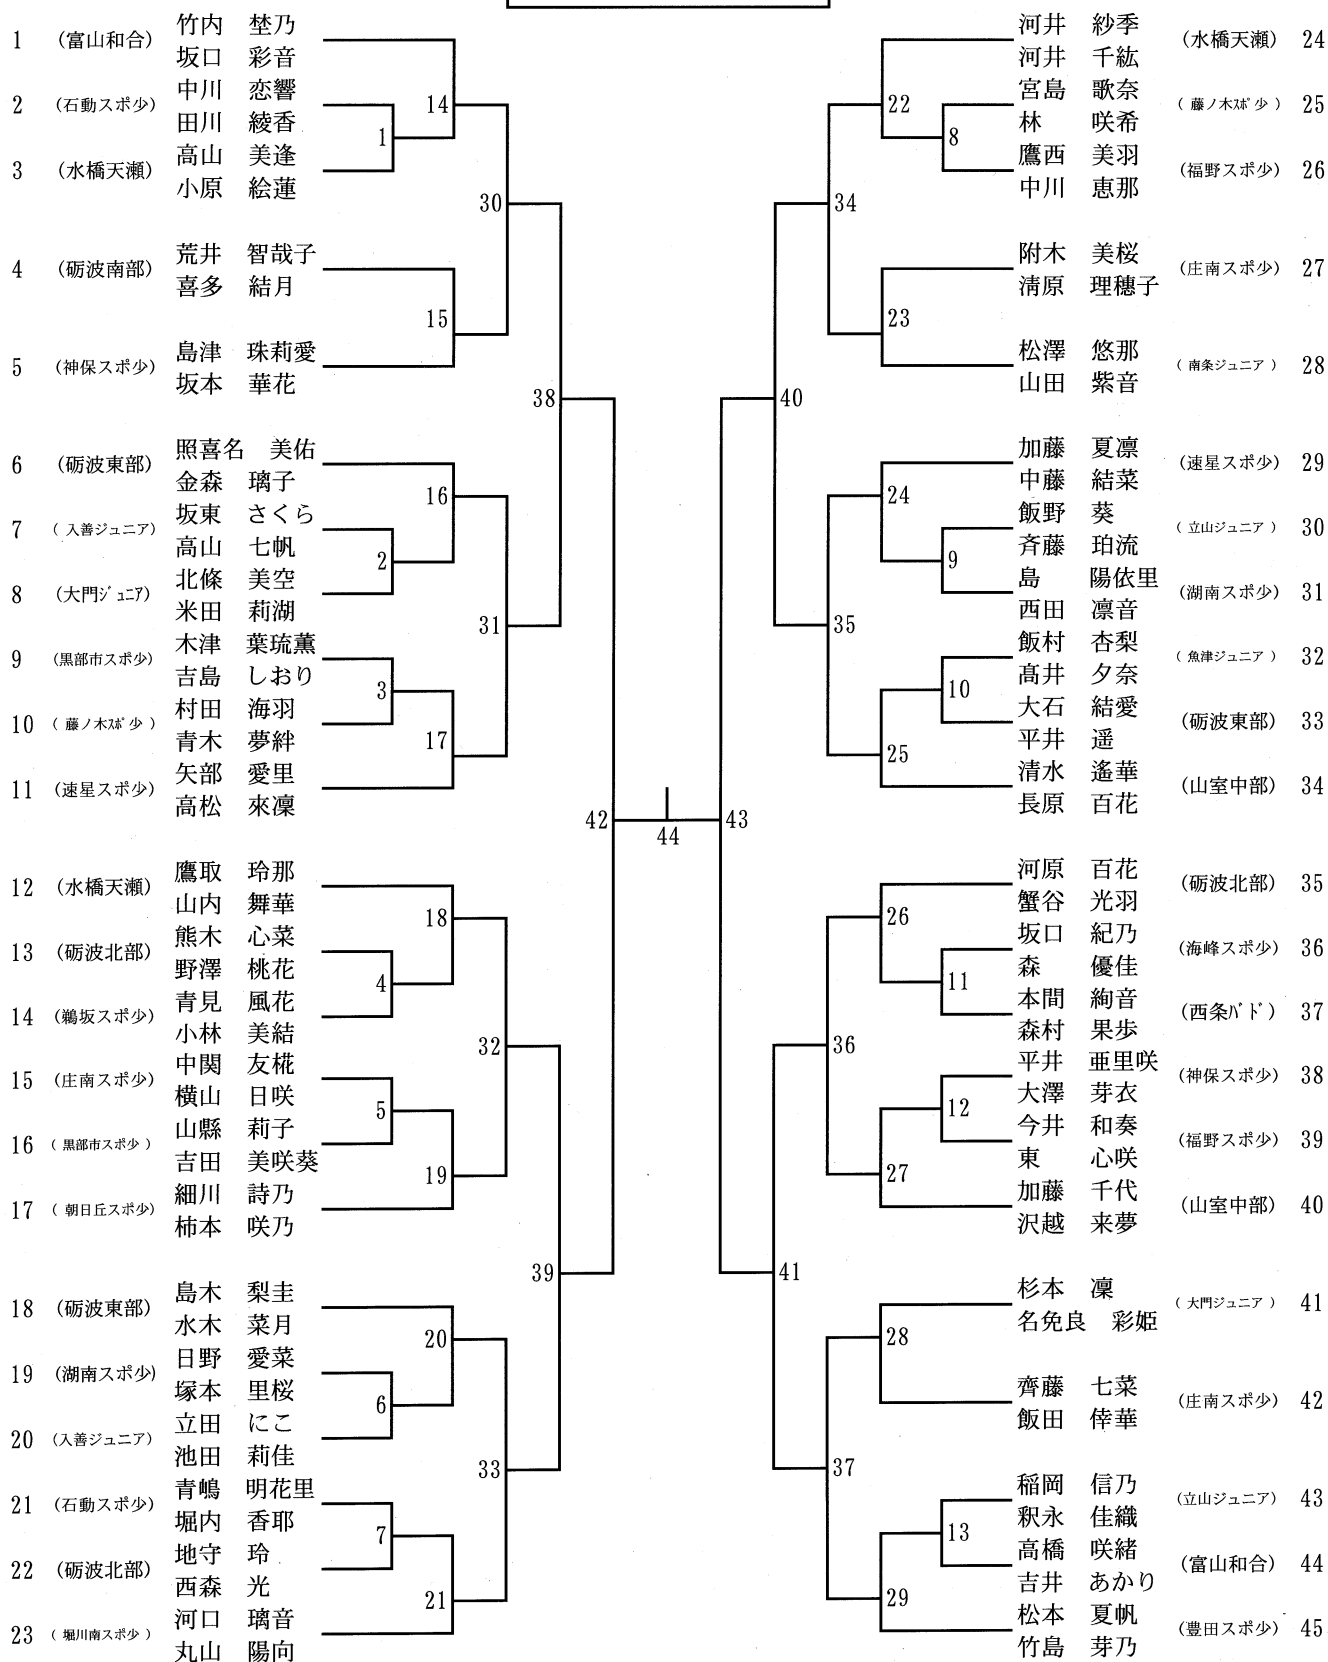 1 (富山和合) 竹内 埜乃
坂口 彩音
2 (石動スポ少) 中川 恋響
田川 綾香
3 (水橋天瀬) 高山 美逢
小原 絵蓮
4 (砺波南部) 荒井 智哉子
喜多 結月
5 (神保スポ少) 島津 珠莉愛
坂本 華花
6 (砺波東部) 照喜名 美佑
金森 璃子
7 (入善ジュニア) 坂東 さくら
高山 七帆
8 (大門ｼﾞｭﾆｱ) 北條 美空
米田 莉湖
9 (黒部市スポ少) 木津 葉琉薫
吉島 しおり
10 (藤ノ木ｽﾎﾟ少) 村田 海羽
青木 夢絆
11 (速星スポ少) 矢部 愛里
高松 來凜
12 (水橋天瀬) 鷹取 玲那
山内 舞華
13 (砺波北部) 熊木 心菜
野澤 桃花
14 (鵜坂スポ少) 青見 風花
小林 美結
15 (庄南スポ少) 中関 友椛
横山 日咲
16 (黒部市スポ少) 山縣 莉子
吉田 美咲葵
17 (朝日丘スポ少) 細川 詩乃
柿本 咲乃
18 (砺波東部) 島木 梨圭
水木 菜月
19 (湖南スポ少) 日野 愛菜
塚本 里桜
20 (入善ジュニア) 立田 にこ
池田 莉佳
21 (石動スポ少) 青嶋 明花里
堀内 香耶
22 (砺波北部) 地守 玲
西森 光
23 (堀川南スポ少) 河口 璃音
丸山 陽向
14
1
30
15
38
16
2
31
3
17
42
18
4
32
5
19
39
20
6
33
7
21
44
43
22
8
34
23
40
24
9
35
10
25
26
11
36
12
27
41
28
37
13
29
河井 紗季 (水橋天瀬) 24
河井 千紘
宮島 歌奈 (藤ノ木ｽﾎﾟ少) 25
林 咲希
鷹西 美羽 (福野スポ少) 26
中川 恵那
附木 美桜 (庄南スポ少) 27
淸原 理穗子
松澤 悠那 (南条ジュニア) 28
山田 紫音
加藤 夏凛 (速星スポ少) 29
中藤 結菜
飯野 葵 (立山ジュニア) 30
斉藤 珀流
島 陽依里 (湖南スポ少) 31
西田 凛音
飯村 杏梨 (魚津ジュニア) 32
髙井 夕奈
大石 結愛 (砺波東部) 33
平井 遥
清水 遙華 (山室中部) 34
長原 百花
河原 百花 (砺波北部) 35
蟹谷 光羽
坂口 紀乃 (海峰スポ少) 36
森 優佳
本間 絢音 (西条ﾊﾞﾄﾞ) 37
森村 果歩
平井 亜里咲 (神保スポ少) 38
大澤 芽衣
今井 和奏 (福野スポ少) 39
東 心咲
加藤 千代 (山室中部) 40
沢越 来夢
杉本 凜 (大門ジュニア) 41
名免良 彩姫
齊藤 七菜 (庄南スポ少) 42
飯田 倖華
稲岡 信乃 (立山ジュニア) 43
釈永 佳織
高橋 咲緒 (富山和合) 44
吉井 あかり
松本 夏帆 (豊田スポ少) 45
竹島 芽乃